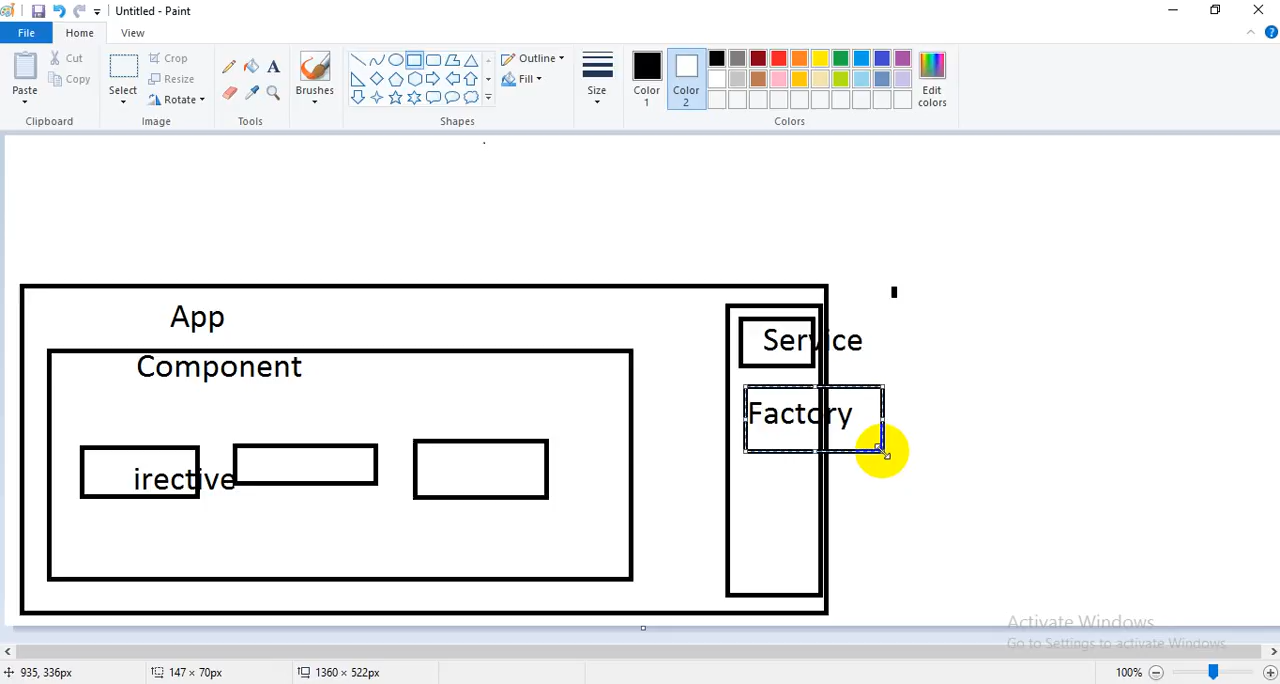 Untitled - Paint
File
Home
View
Paste
Cut
Copy
Clipboard
Select
Crop
Resize
Rotate
Image
A
Tools
Brushes
Shapes
Outline
Fill
Size
Color 1
Color 2
Edit colors
Colors
App
Component
irective
Service
Factory
Activate Windows
Go to Settings to activate Windows.
935, 336px
147 × 70px
1360 × 522px
100%